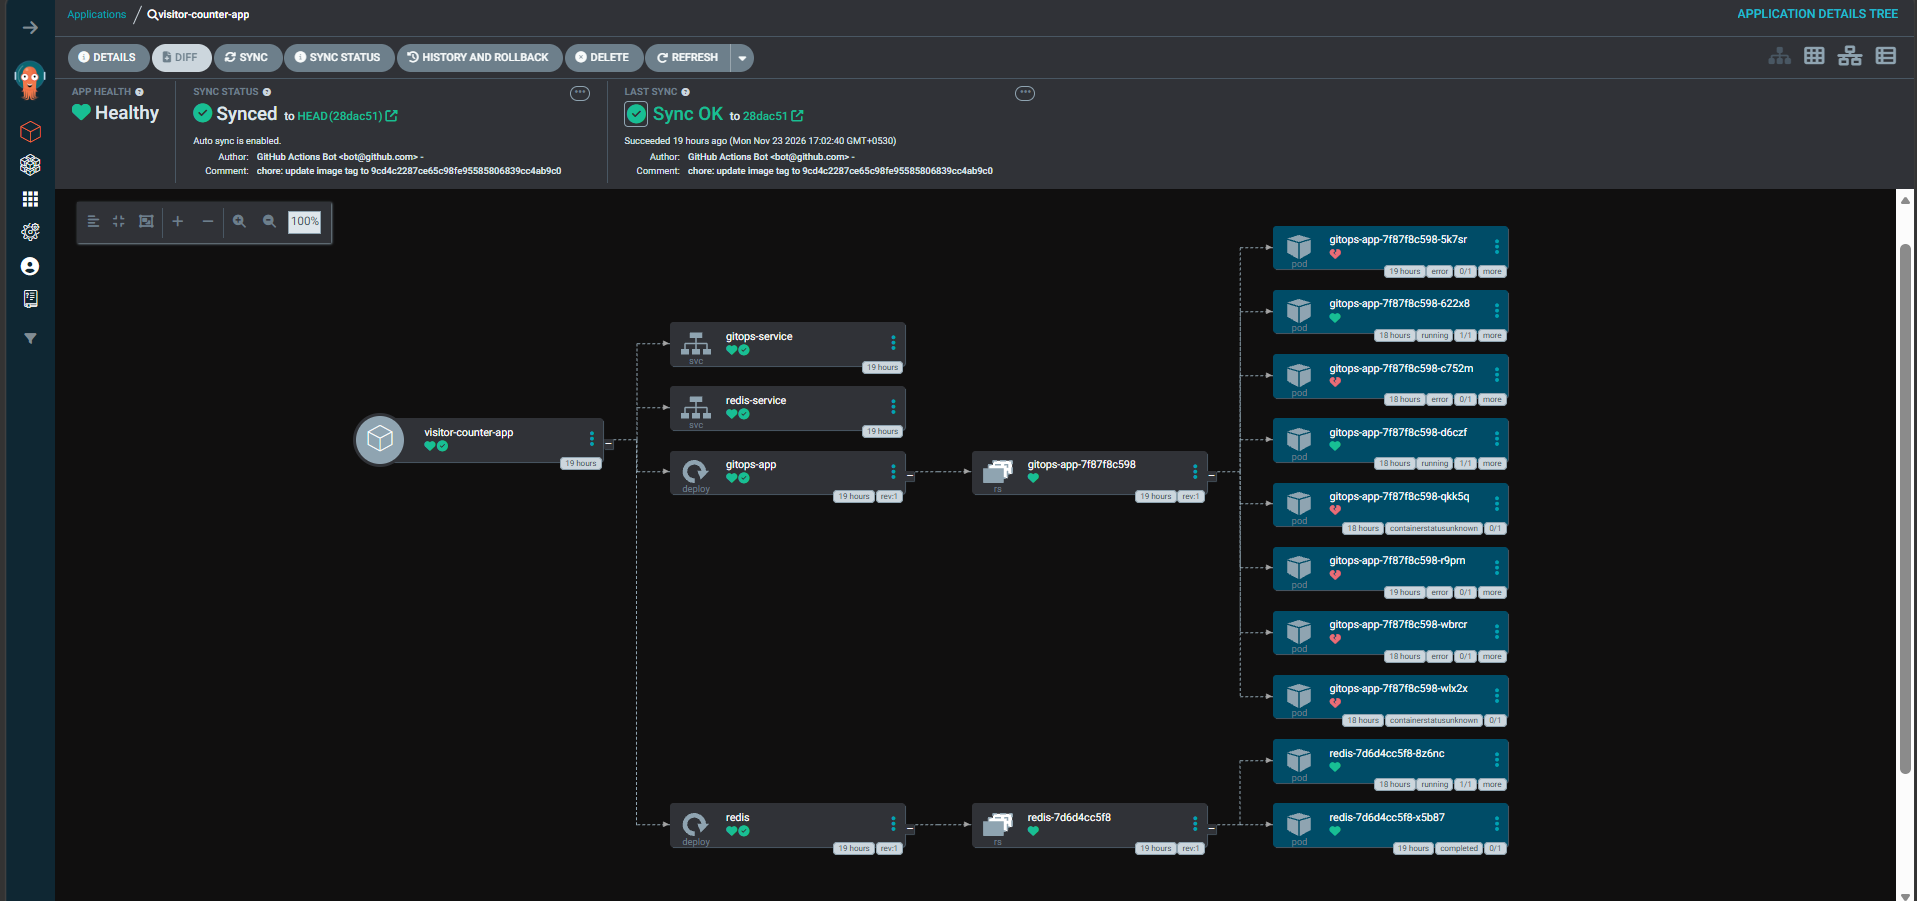 Applications / visitor-counter-app
APPLICATION DETAILS TREE
DETAILS DIFF SYNC SYNC STATUS HISTORY AND ROLLBACK DELETE REFRESH
APP HEALTH
Healthy
SYNC STATUS
Synced to HEAD(28dac51)
Auto sync is enabled.
Author: GitHub Actions Bot <bot@github.com> -
Comment: chore: update image tag to 9cd4c2287ce65c98fe95585806839cc4ab9c0
LAST SYNC
Sync OK to 28dac51
Succeeded 19 hours ago (Mon Nov 23 2026 17:02:40 GMT+0530)
Author: GitHub Actions Bot <bot@github.com> -
Comment: chore: update image tag to 9cd4c2287ce65c98fe95585806839cc4ab9c0
100%
visitor-counter-app
19 hours
gitops-service
svc
19 hours
redis-service
svc
19 hours
gitops-app
deploy
19 hours rev:1
gitops-app-7f87f8c598
rs
19 hours rev:1
gitops-app-7f87f8c598-5k7sr
pod
19 hours error 0/1 more
gitops-app-7f87f8c598-622x8
pod
18 hours running 1/1 more
gitops-app-7f87f8c598-c752m
pod
18 hours error 0/1 more
gitops-app-7f87f8c598-d6czf
pod
18 hours running 1/1 more
gitops-app-7f87f8c598-qkk5q
pod
18 hours containerstatusunknown 0/1
gitops-app-7f87f8c598-r9prn
pod
19 hours error 0/1 more
gitops-app-7f87f8c598-wbrcr
pod
18 hours error 0/1 more
gitops-app-7f87f8c598-wlx2x
pod
18 hours containerstatusunknown 0/1
redis
deploy
19 hours rev:1
redis-7d6d4cc5f8
rs
19 hours rev:1
redis-7d6d4cc5f8-8z6nc
pod
18 hours running 1/1 more
redis-7d6d4cc5f8-x5b87
pod
19 hours completed 0/1